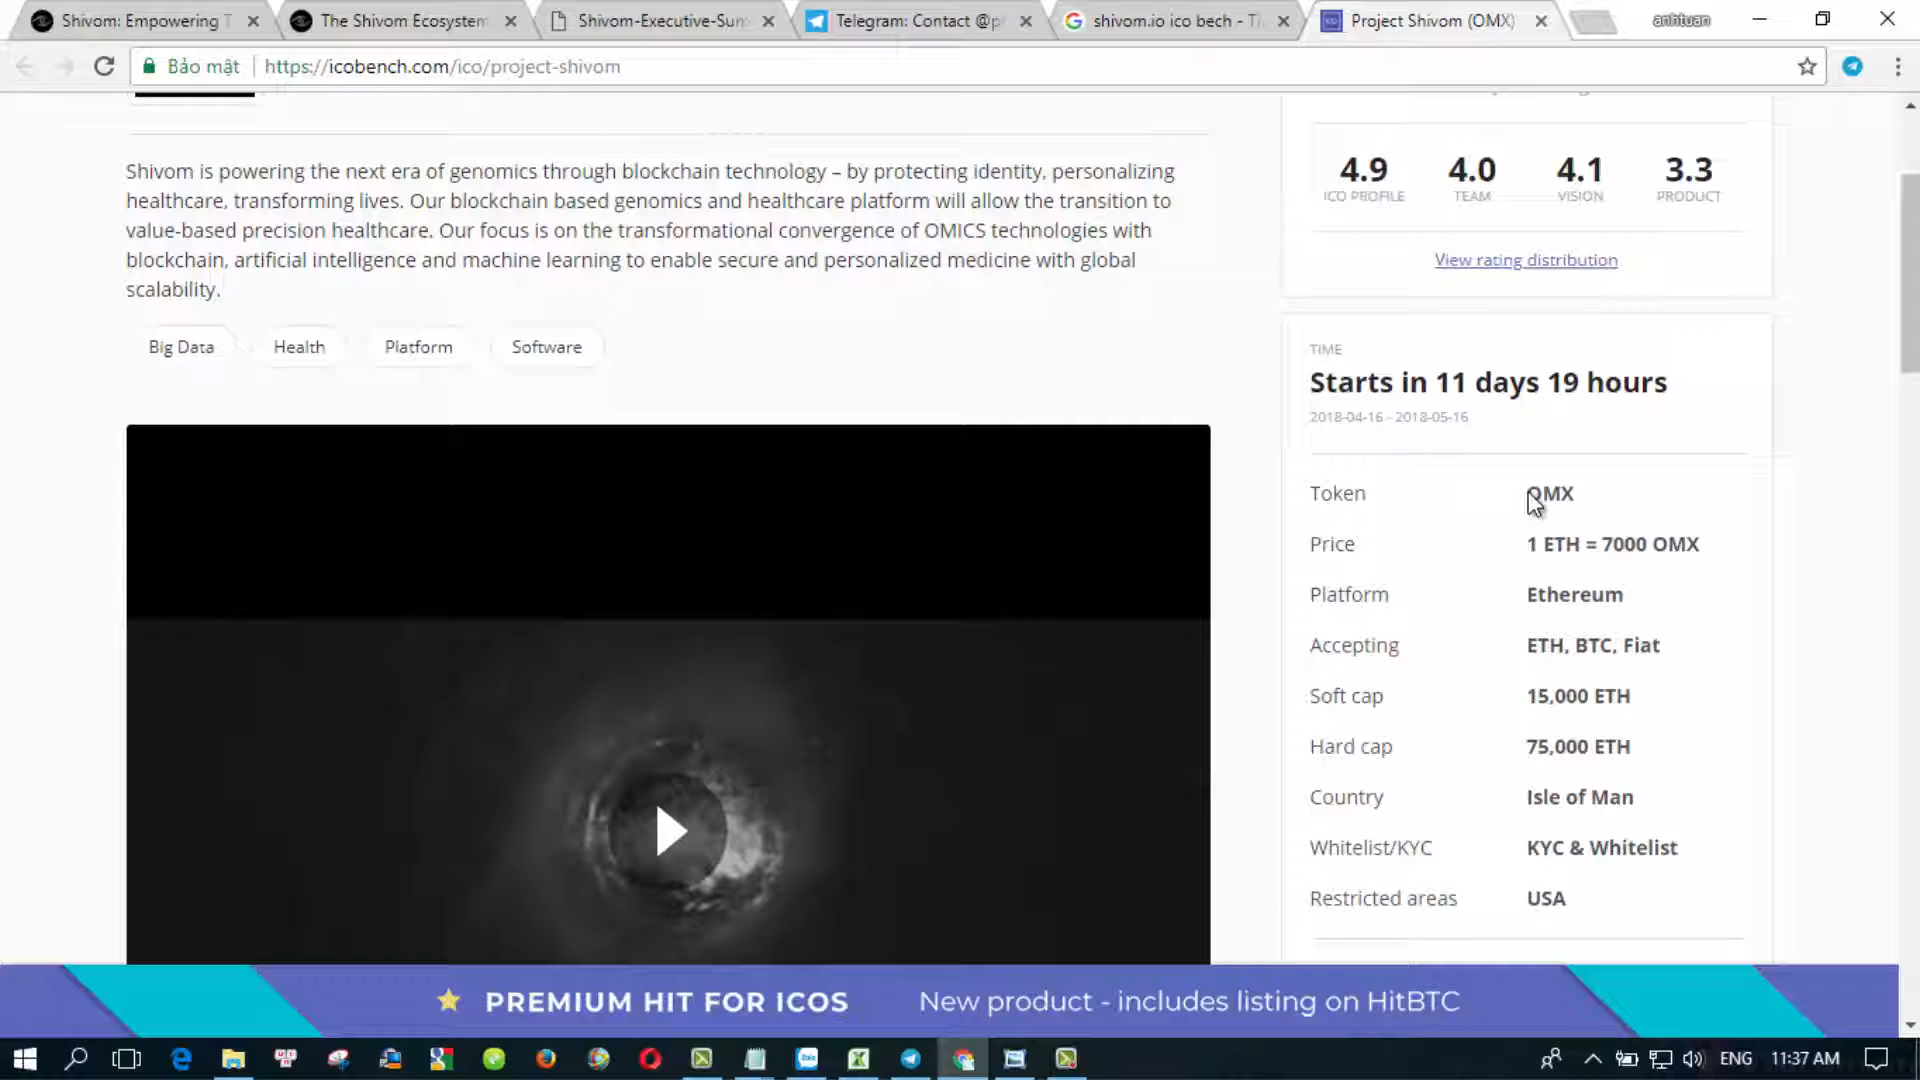 Shivom: Empowering T
The Shivom Ecosystem
Shivom-Executive-Sum
Telegram: Contact @p
shivom.io ico bech - Tì
Project Shivom (OMX)
anhtuan
Bảo mật
https://icobench.com/ico/project-shivom
Shivom is powering the next era of genomics through blockchain technology – by protecting identity, personalizing
healthcare, transforming lives. Our blockchain based genomics and healthcare platform will allow the transition to
value-based precision healthcare. Our focus is on the transformational convergence of OMICS technologies with
blockchain, artificial intelligence and machine learning to enable secure and personalized medicine with global
scalability.
Big Data Health Platform Software
4.9 4.0 4.1 3.3
ICO PROFILE TEAM VISION PRODUCT
View rating distribution
TIME
Starts in 11 days 19 hours
2018-04-16 - 2018-05-16
Token OMX
Price 1 ETH = 7000 OMX
Platform Ethereum
Accepting ETH, BTC, Fiat
Soft cap 15,000 ETH
Hard cap 75,000 ETH
Country Isle of Man
Whitelist/KYC KYC & Whitelist
Restricted areas USA
PREMIUM HIT FOR ICOS New product - includes listing on HitBTC
ENG 11:37 AM